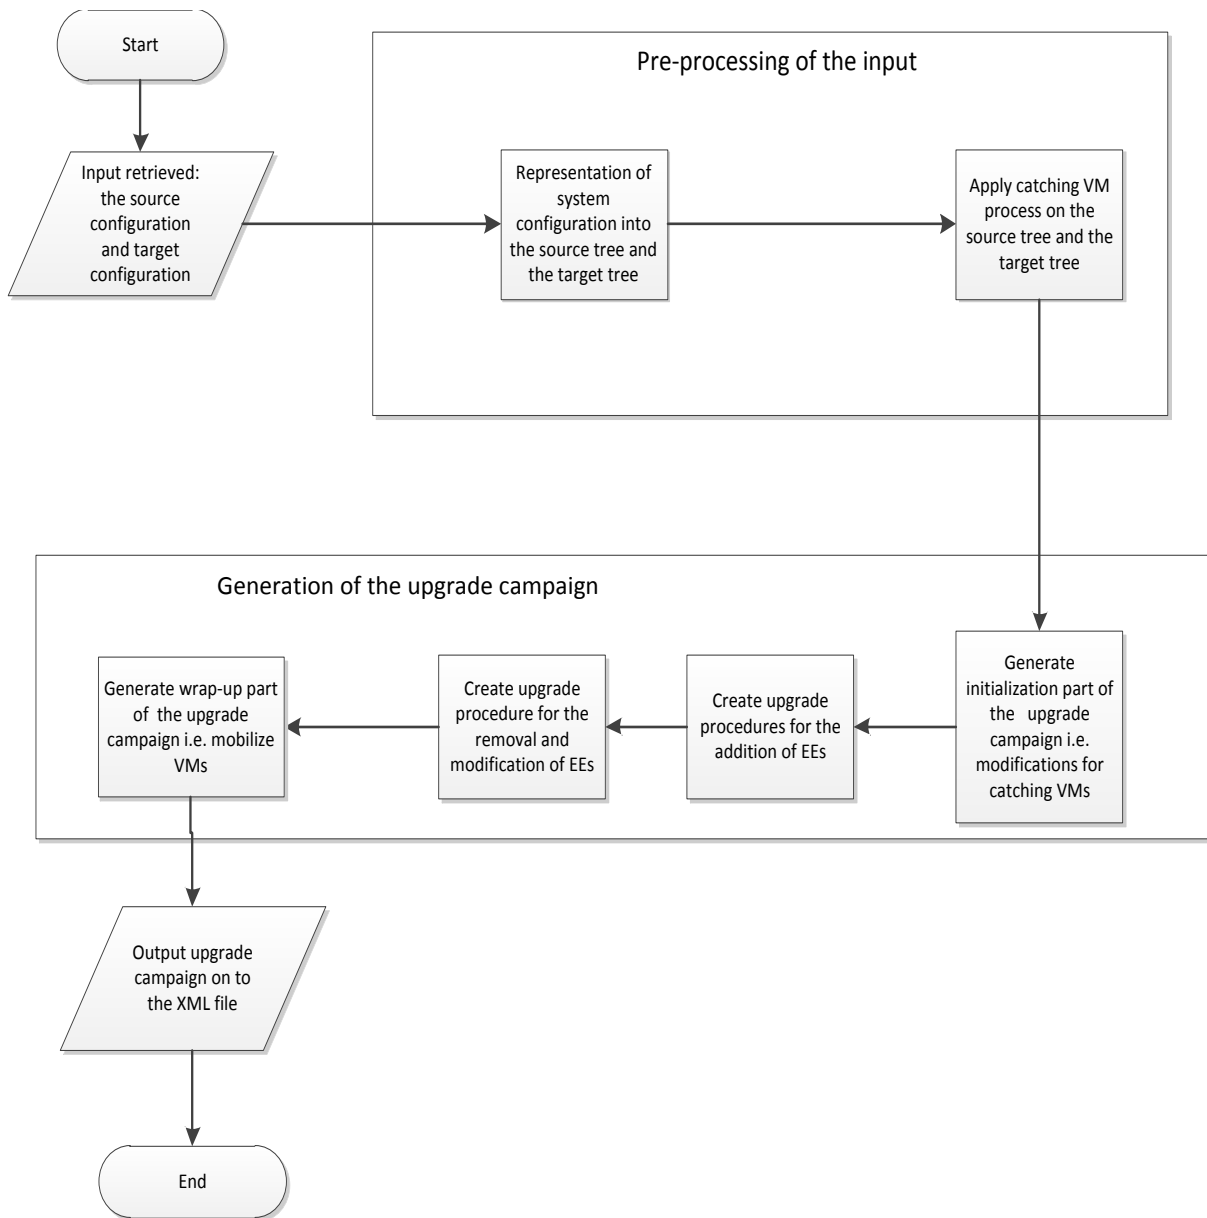 Start
Pre-processing of the input
Input retrieved:
the source
configuration
and target
configuration
Representation of
system
configuration into
the source tree and
the target tree
Apply catching VM
process on the
source tree and the
target tree
Generation of the upgrade campaign
Generate
initialization part of
the upgrade
campaign i.e.
modifications for
catching VMs
Create upgrade
procedures for the
addition of EEs
Create upgrade
procedure for the
removal and
modification of EEs
Generate wrap-up part
of the upgrade
campaign i.e. mobilize
VMs
Output upgrade
campaign on to
the XML file
End